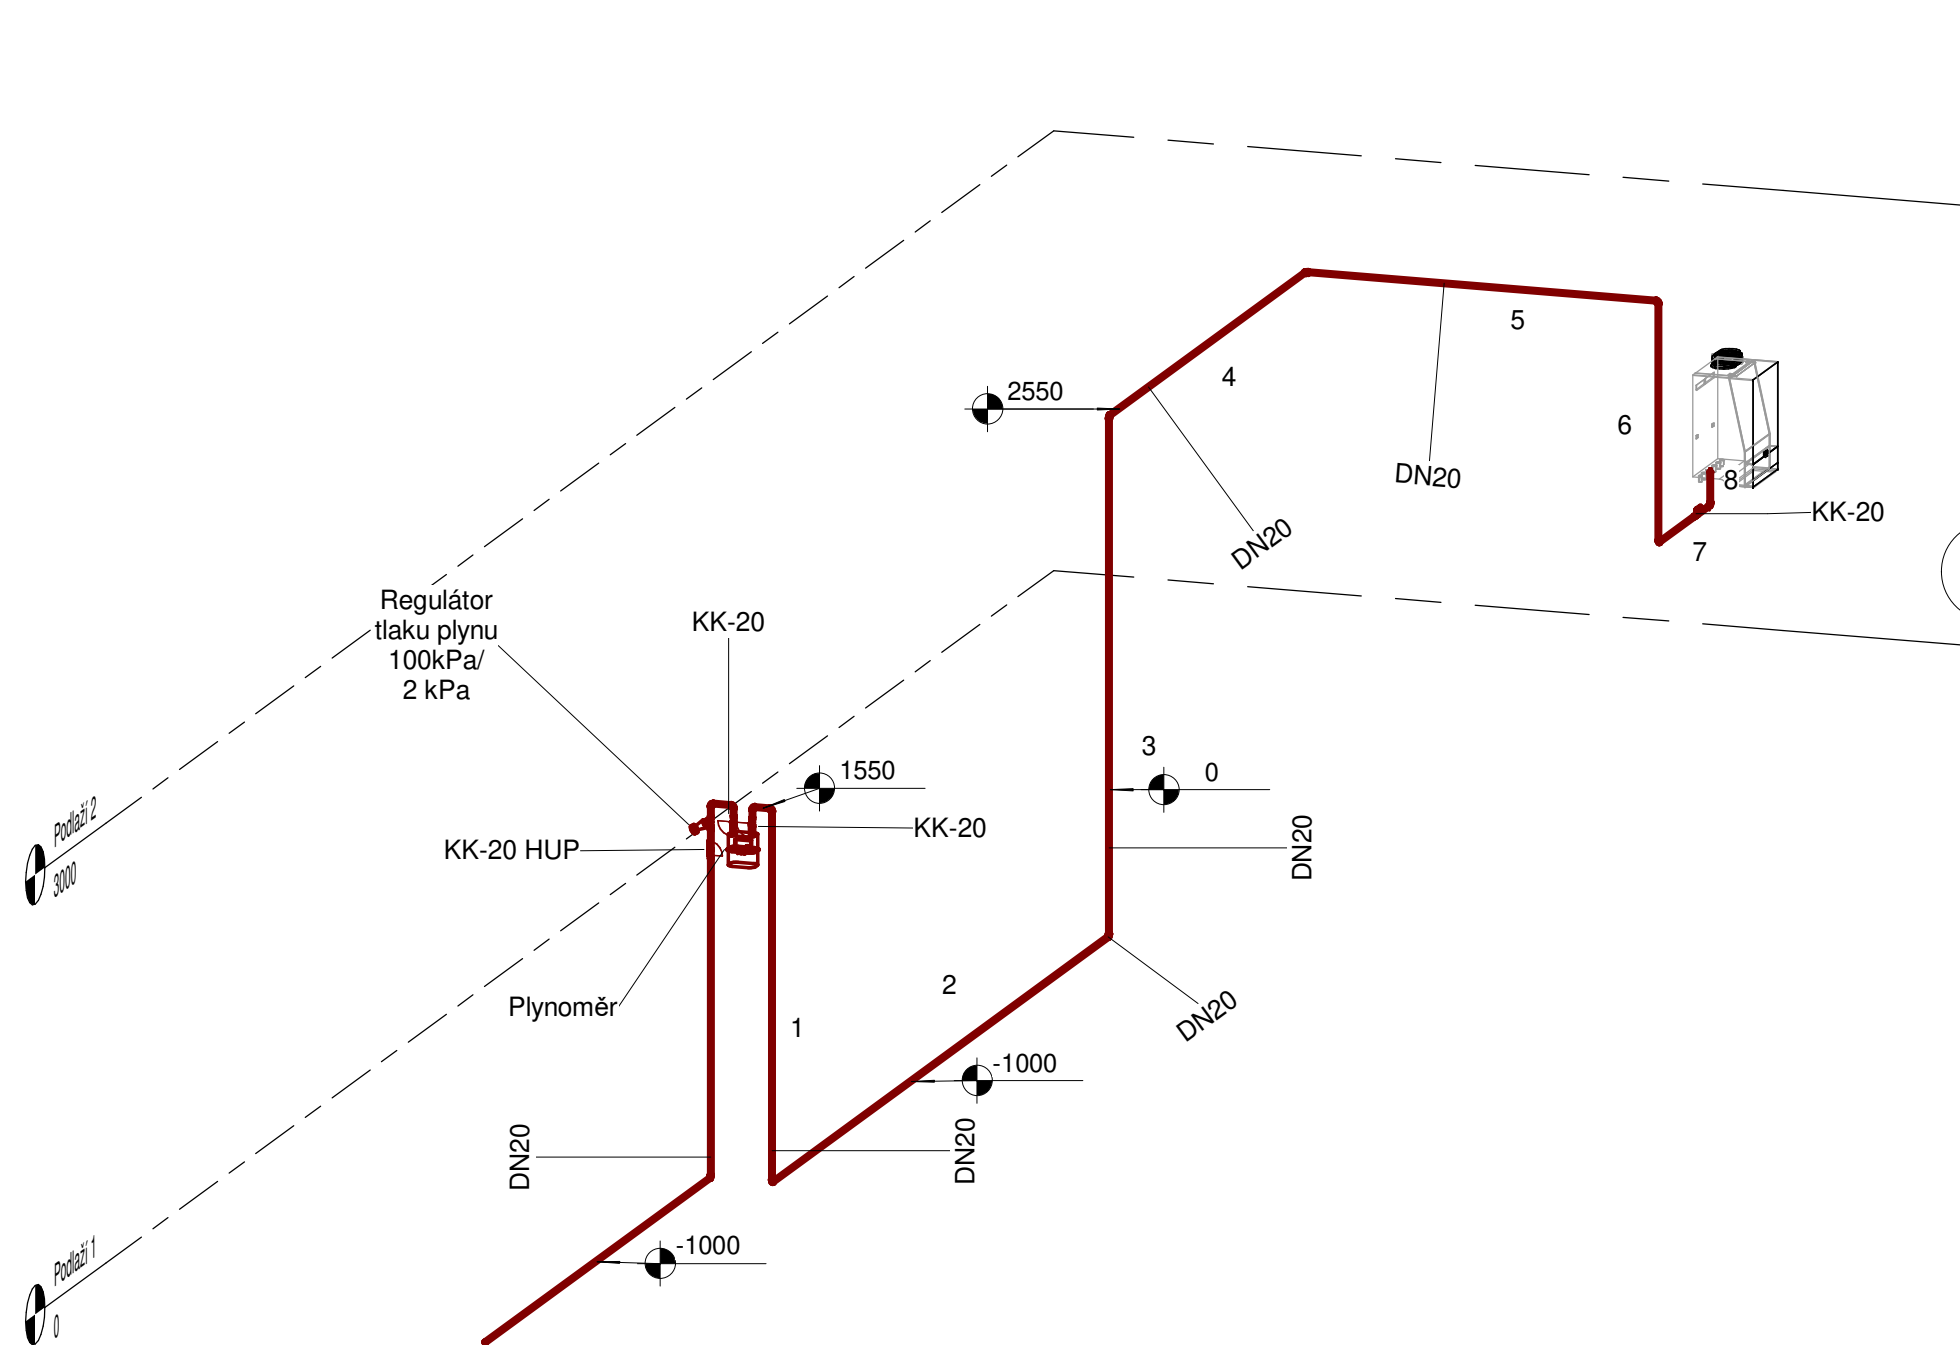 2550
5
4
6
8
KK-20
7
DN20
DN20
Regulátor
tlaku plynu
100kPa/
2 kPa
KK-20
3
0
1550
KK-20
KK-20 HUP
DN20
Podlaží 2
3000
Plynoměr
2
1
DN20
-1000
DN20
DN20
-1000
Podlaží 1
0